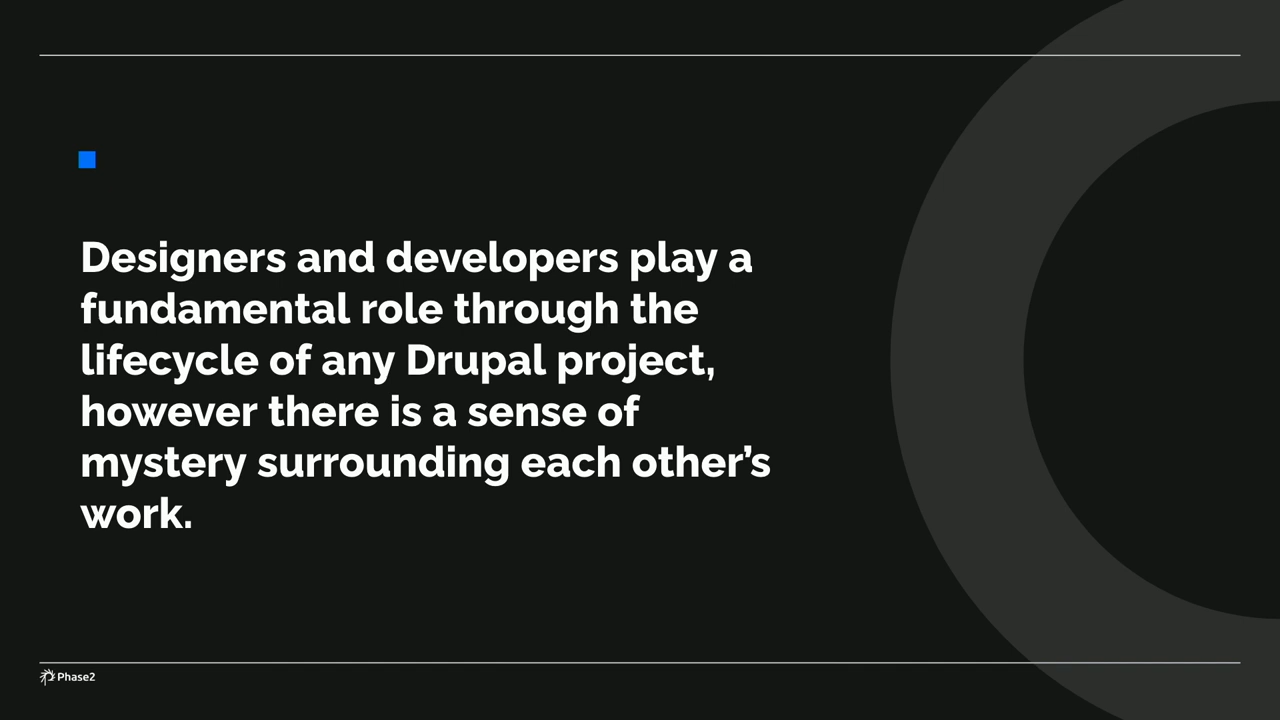 Designers and developers play a
fundamental role through the
lifecycle of any Drupal project,
however there is a sense of
mystery surrounding each other’s
work.
Phase2